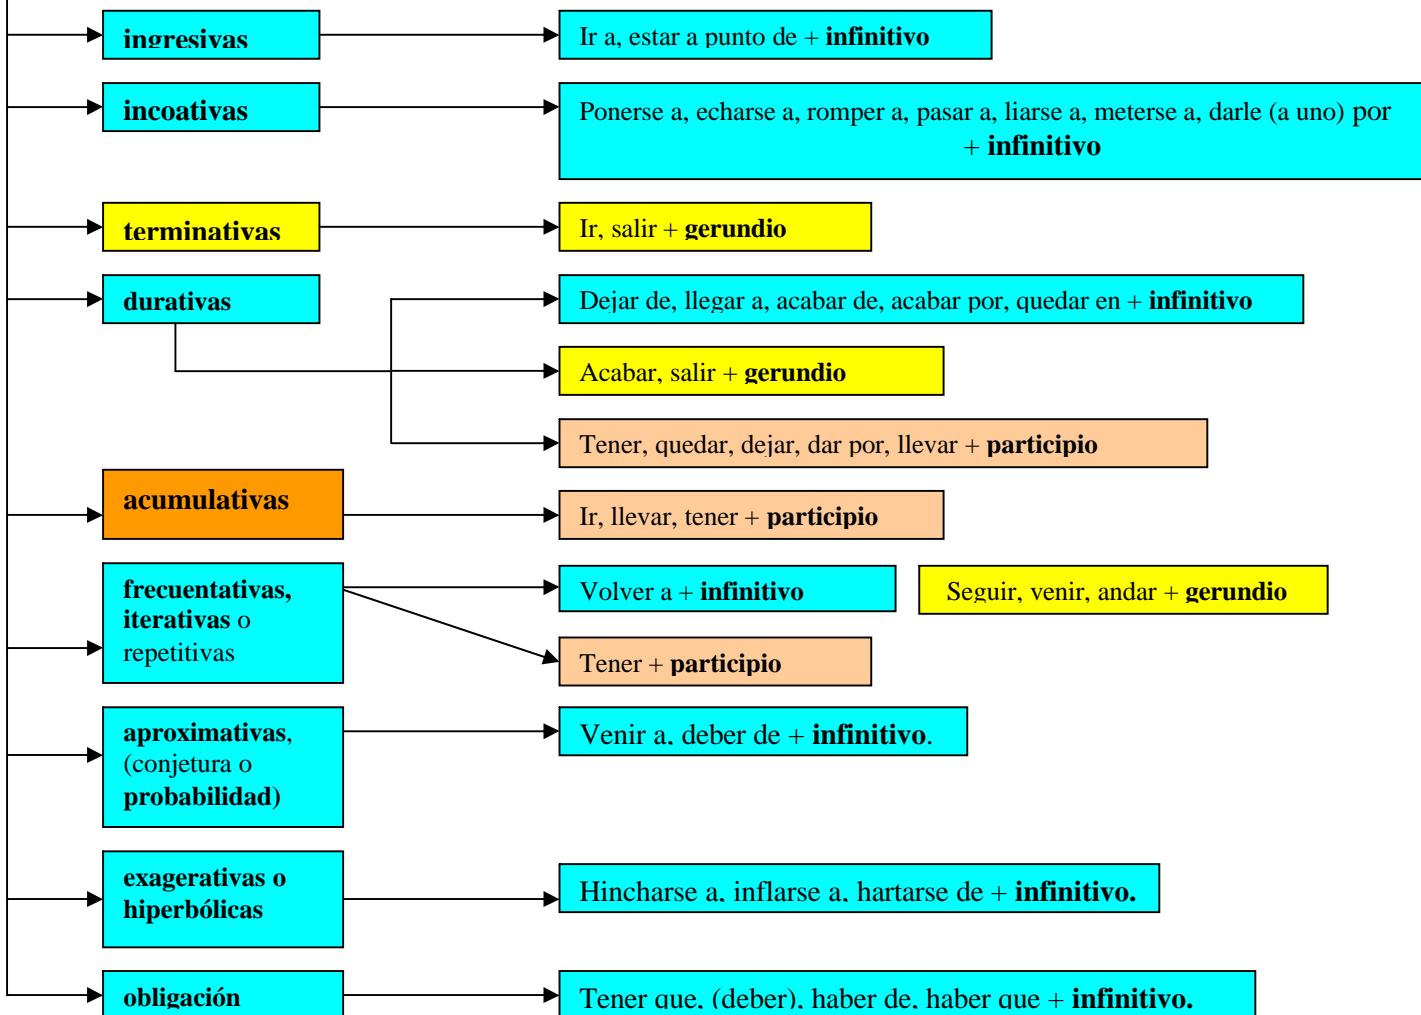 ingresivas
Ir a, estar a punto de + infinitivo
incoativas
Ponerse a, echarse a, romper a, pasar a, liarse a, meterse a, darle (a uno) por
+ infinitivo
terminativas
Ir, salir + gerundio
durativas
Dejar de, llegar a, acabar de, acabar por, quedar en + infinitivo
Acabar, salir + gerundio
Tener, quedar, dejar, dar por, llevar + participio
acumulativas
Ir, llevar, tener + participio
frecuentativas,
iterativas o
repetitivas
Volver a + infinitivo
Seguir, venir, andar + gerundio
Tener + participio
aproximativas,
(conjetura o
probabilidad)
Venir a, deber de + infinitivo.
exagerativas o
hiperbólicas
Hincharse a, inflarse a, hartarse de + infinitivo.
obligación
Tener que, (deber), haber de, haber que + infinitivo.